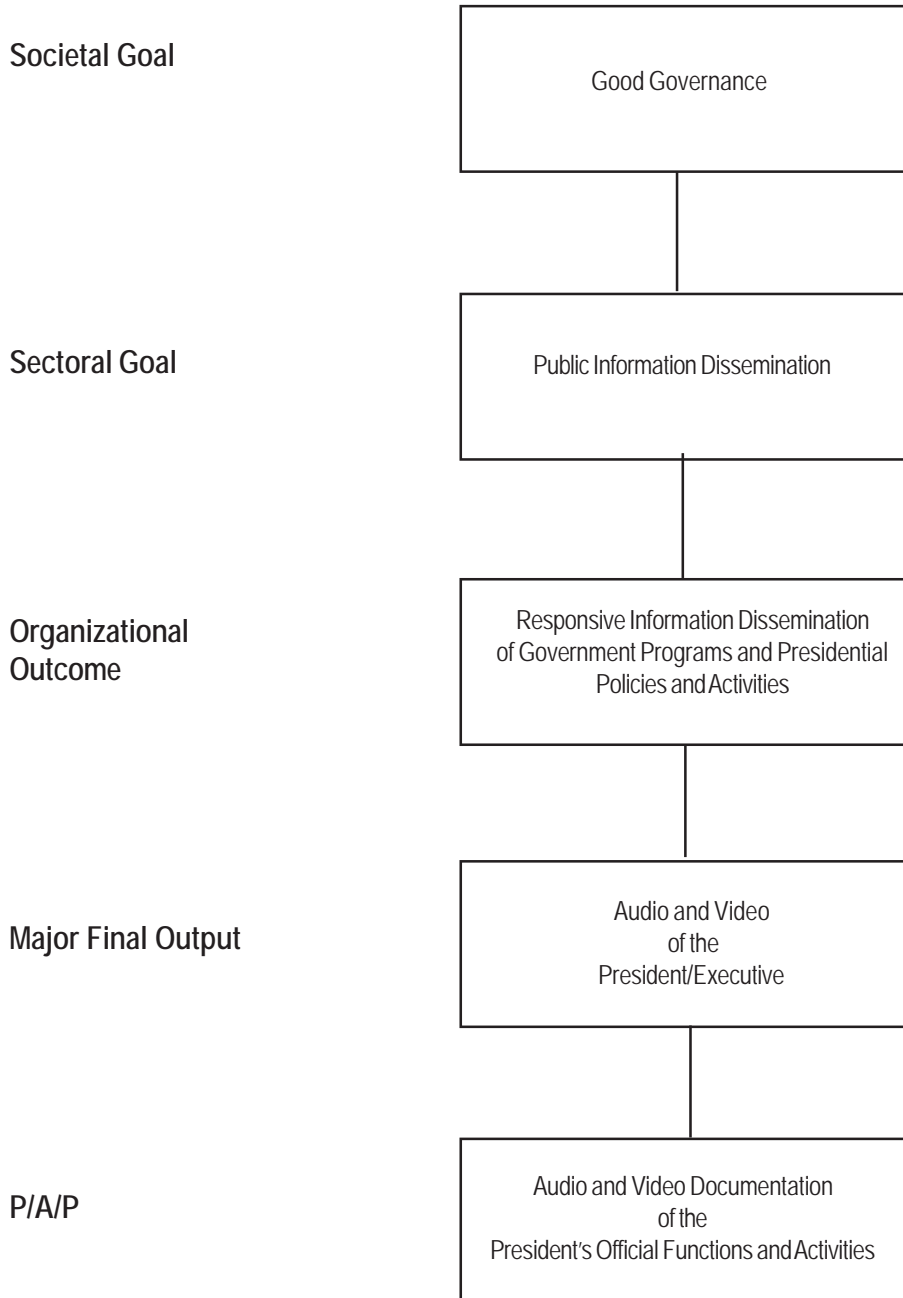 Societal Goal
Good Governance
Sectoral Goal
Public Information Dissemination
Organizational
Outcome
Responsive Information Dissemination
of Government Programs and Presidential
Policies and Activities
Major Final Output
Audio and Video
of the
President/Executive
P/A/P
Audio and Video Documentation
of the
President's Official Functions and Activities